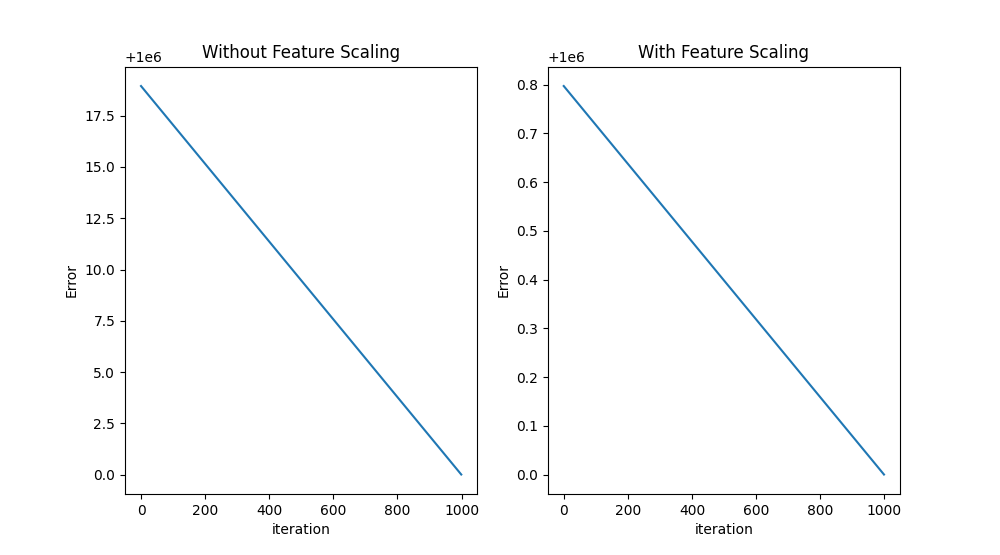 Without Feature Scaling
+1e6
17.5
15.0
12.5
10.0
7.5
5.0
2.5
0.0
Error
0 200 400 600 800 1000
iteration
With Feature Scaling
+1e6
0.8
0.7
0.6
0.5
0.4
0.3
0.2
0.1
0.0
Error
0 200 400 600 800 1000
iteration